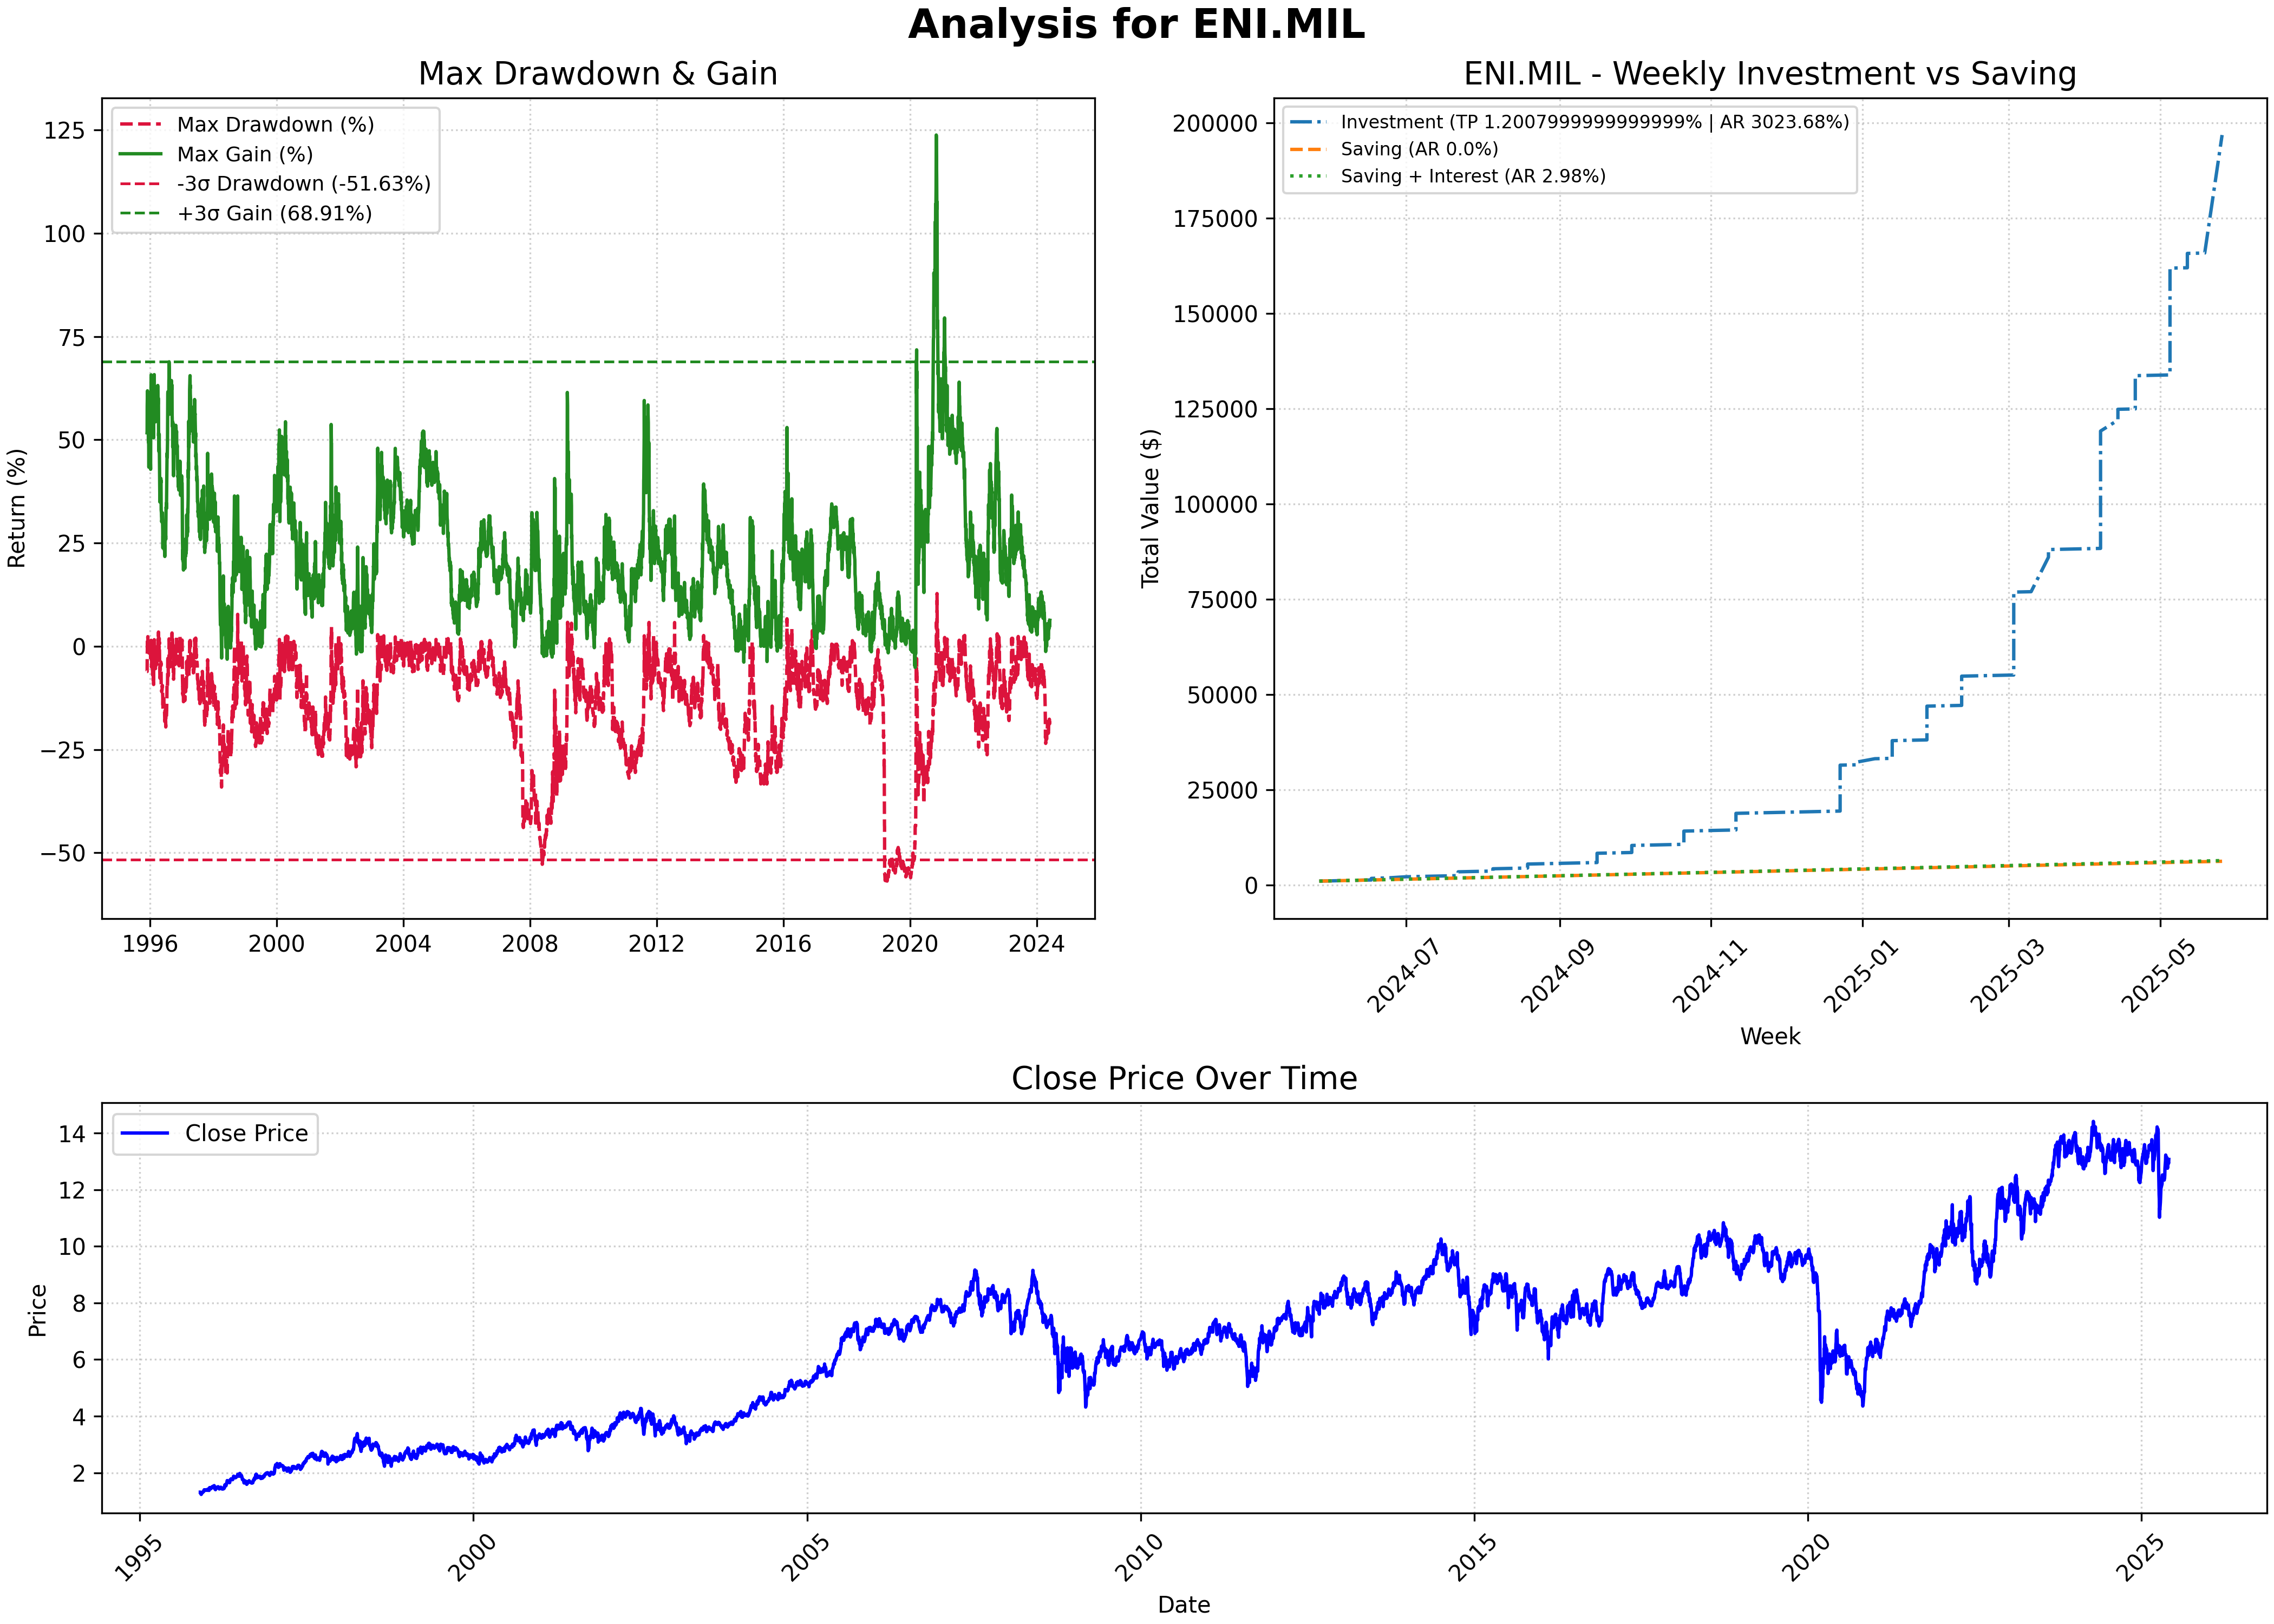 Analysis for ENI.MIL
Max Drawdown & Gain
Max Drawdown (%)
Max Gain (%)
-3σ Drawdown (-51.63%)
+3σ Gain (68.91%)
Return (%)
125
100
75
50
25
0
−25
−50
1996
2000
2004
2008
2012
2016
2020
2024
ENI.MIL - Weekly Investment vs Saving
Investment (TP 1.2007999999999999% | AR 3023.68%)
Saving (AR 0.0%)
Saving + Interest (AR 2.98%)
Total Value ($)
200000
175000
150000
125000
100000
75000
50000
25000
0
2024-07
2024-09
2024-11
2025-01
2025-03
2025-05
Week
Close Price Over Time
Close Price
Price
14
12
10
8
6
4
2
1995
2000
2005
2010
2015
2020
2025
Date